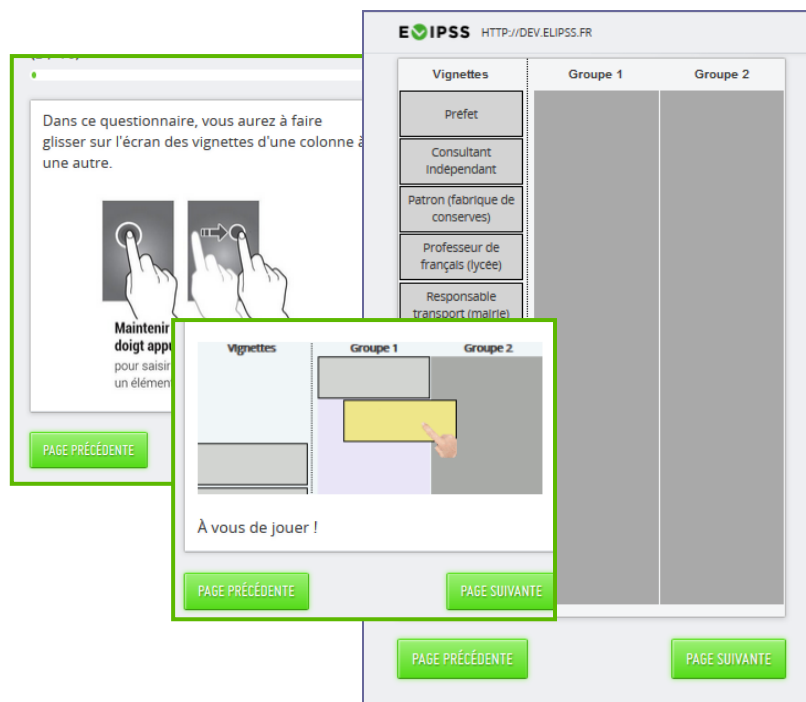 Dans ce questionnaire, vous aurez à faire
glisser sur l'écran des vignettes d'une colonne à
une autre.
Maintenir
doigt
pour saisir
un élément
PAGE PRÉCÉDENTE
Vignettes Groupe 1 Groupe 2
À vous de jouer !
PAGE PRÉCÉDENTE PAGE SUIVANTE
ELIPSS HTTP://DEV.ELIPSS.FR
Vignettes Groupe 1 Groupe 2
Préfet
Consultant
Indépendant
Patron (fabrique de
conserves)
Professeur de
français (lycée)
Responsable
transport (mairie)
PAGE PRÉCÉDENTE PAGE SUIVANTE